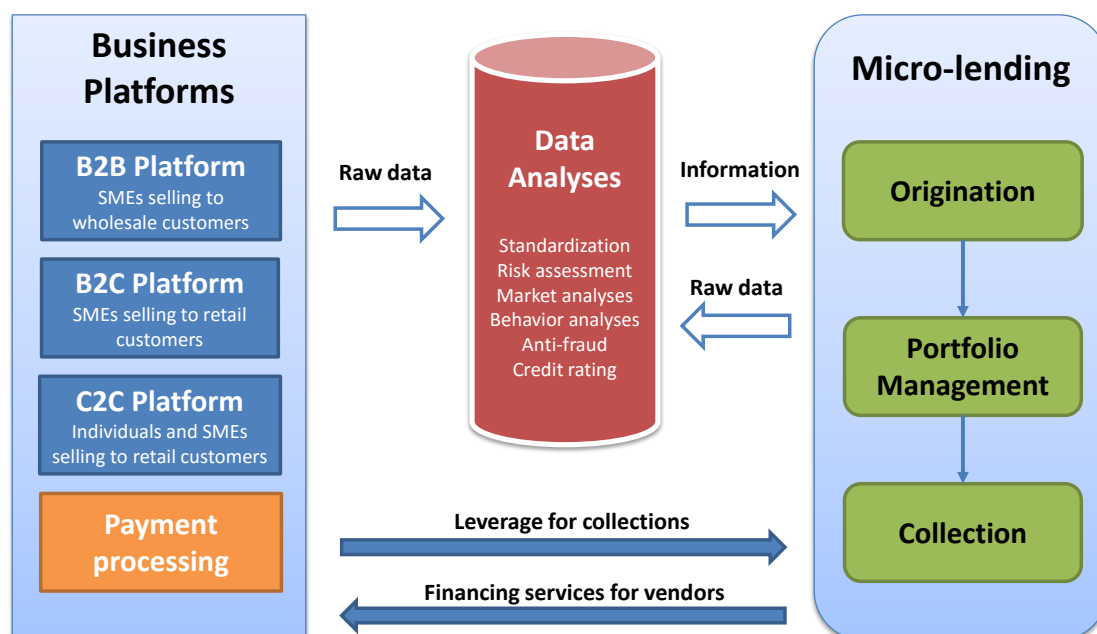 Business
Platforms
B2B Platform
SMEs selling to
wholesale customers
B2C Platform
SMEs selling to retail
customers
C2C Platform
Individuals and SMEs
selling to retail customers
Payment
processing
Raw data
Data
Analyses
Standardization
Risk assessment
Market analyses
Behavior analyses
Anti-fraud
Credit rating
Information
Raw data
Leverage for collections
Financing services for vendors
Micro-lending
Origination
Portfolio
Management
Collection